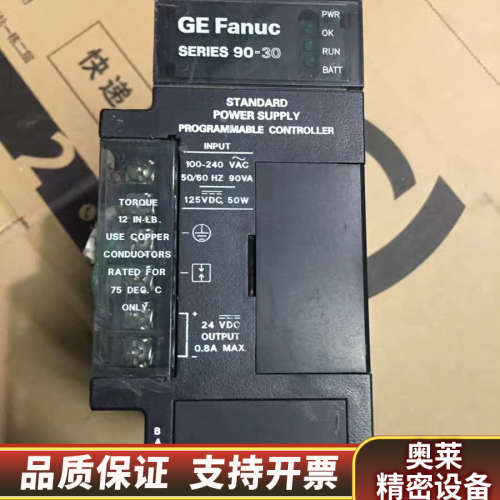 GE Fanuc
SERIES 90-30
PWR
OK
RUN
BATT
STANDARD
POWER SUPPLY
PROGRAMMABLE CONTROLLER
INPUT
100-240 VAC
50/60 HZ 90VA
125VDC, 50W
TORQUE
12 IN-LB.
USE COPPER
CONDUCTORS
RATED FOR
75 DEG. C
ONLY.
24 VDC
OUTPUT
0.8A MAX.
B
A
快递
2
品质保证 支持开票
奥莱
精密设备